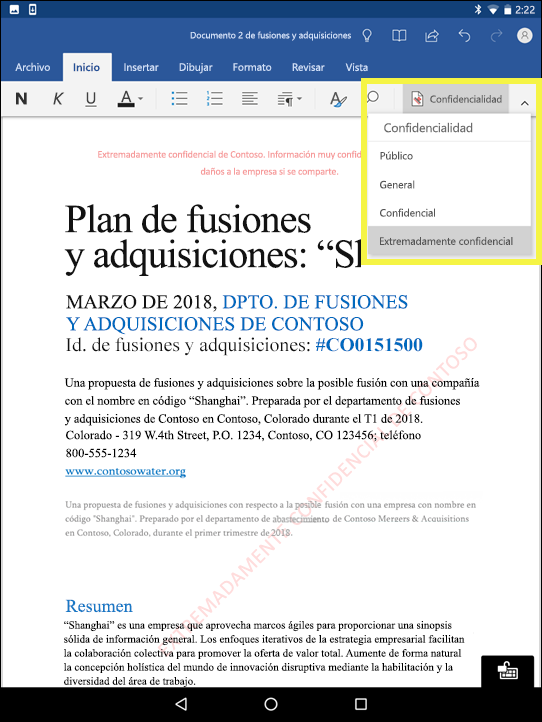 2:22
Documento 2 de fusiones y adquisiciones
Archivo Inicio Insertar Dibujar Formato Revisar Vista
N K U A Confidencialidad
Confidencialidad
Público
General
Confidencial
Extremadamente confidencial
Extremadamente confidencial de Contoso. Información muy
daños a la empresa si se comparte.
Plan de fusiones
y adquisiciones: “Sh
MARZO DE 2018, DPTO. DE FUSIONES
Y ADQUISICIONES DE CONTOSO
Id. de fusiones y adquisiciones: #CO0151500
Una propuesta de fusiones y adquisiciones sobre la posible fusión con una compañía
con el nombre en código “Shanghai”. Preparada por el departamento de fusiones
y adquisiciones de Contoso en Contoso, Colorado durante el T1 de 2018.
Colorado - 319 W.4th Street, P.O. 1234, Contoso, CO 123456; teléfono
800-555-1234
www.contosowater.org
Una propuesta de fusiones y adquisiciones con respecto a la posible fusión con una empresa con nombre en
código "Shanghai". Preparado por el departamento de abastecimiento de Contoso Merezers & Acouisitions
en Contoso, Colorado, durante el primer trimestre de 2018.
EXTREMADAMENTE CONFIDENCIAL DE CONTOSO
Resumen
“Shanghai” es una empresa que aprovecha marcos ágiles para proporcionar una sinopsis
sólida de información general. Los enfoques iterativos de la estrategia empresarial facilitan
la colaboración colectiva para promover la oferta de valor total. Aumente de forma natural
la concepción holística del mundo de innovación disruptiva mediante la habilitación y la
diversidad del área de trabajo.